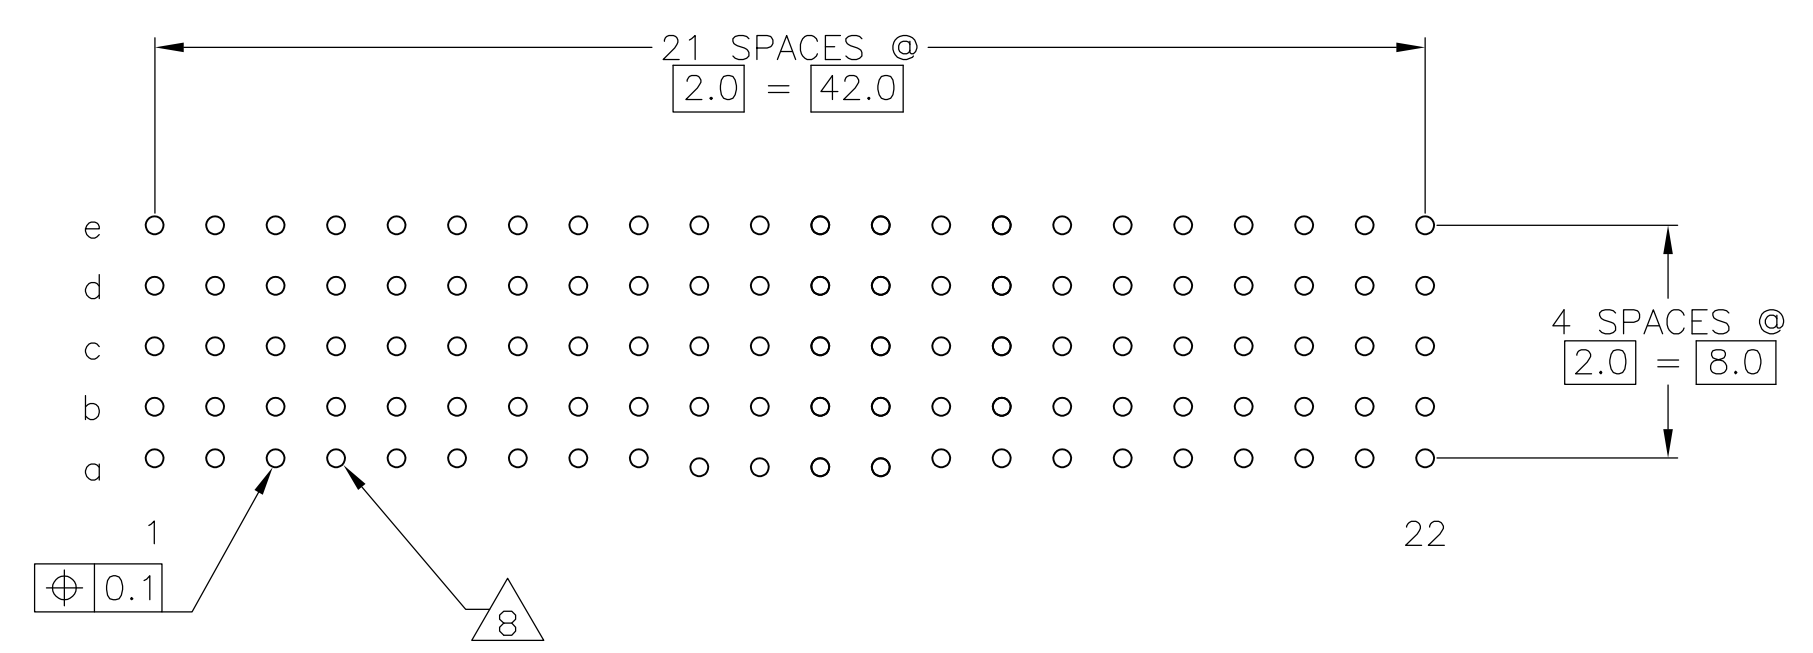 21 SPACES @
2.0 = 42.0
e
d
c
b
a
4 SPACES @
2.0 = 8.0
1
22
⌖ 0.1
8